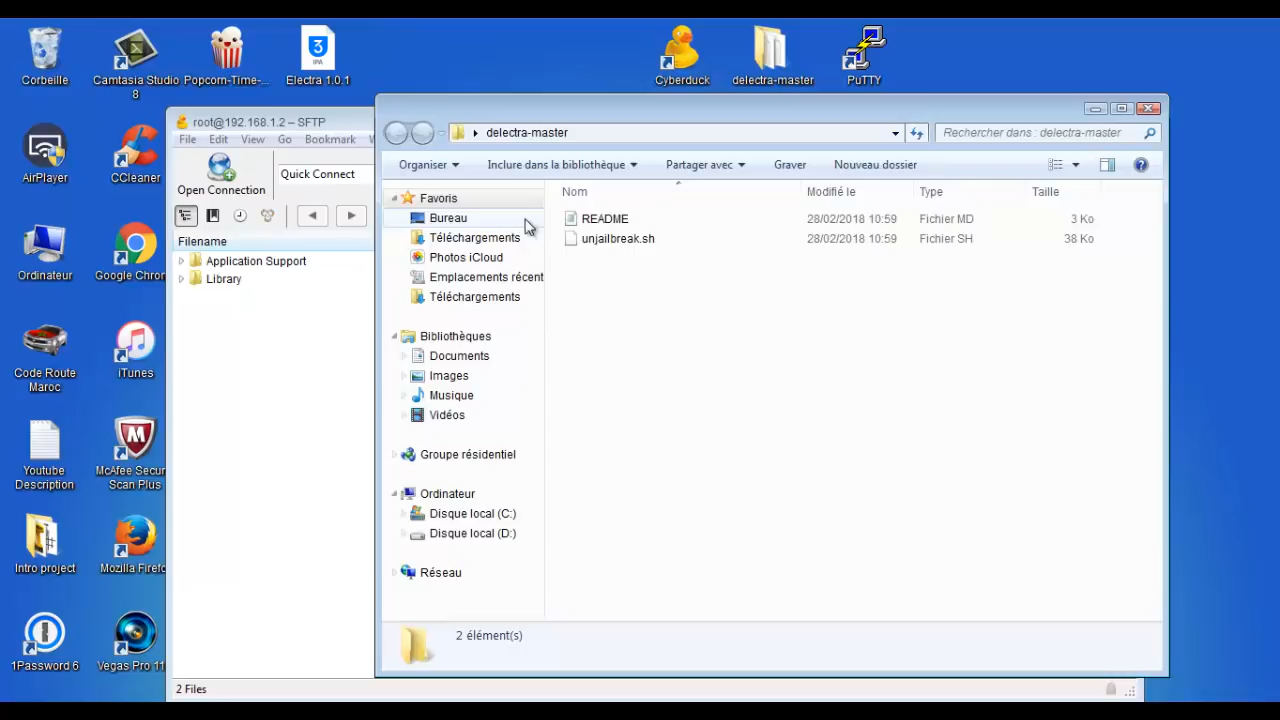 Corbeille
Camtasia Studio 8
Popcorn-Time-...
Electra 1.0.1
3
IPA
Cyberduck
delectra-master
PuTTY
AirPlayer
CCleaner
Ordinateur
Google Chron
Code Route Maroc
iTunes
Youtube Description
McAfee Secur
Scan Plus
Intro project
Mozilla Firefo
1Password 6
Vegas Pro 11
root@192.168.1.2 – SFTP
File Edit View Go Bookmark W
Open Connection
Quick Connect
Filename
Application Support
Library
2 Files
delectra-master
Rechercher dans : delectra-master
Organiser Inclure dans la bibliothèque Partager avec Graver Nouveau dossier
Favoris
Bureau
Téléchargements
Photos iCloud
Emplacements récent
Téléchargements
Bibliothèques
Documents
Images
Musique
Vidéos
Groupe résidentiel
Ordinateur
Disque local (C:)
Disque local (D:)
Réseau
Nom Modifié le Type Taille
README 28/02/2018 10:59 Fichier MD 3 Ko
unjailbreak.sh 28/02/2018 10:59 Fichier SH 38 Ko
2 élément(s)